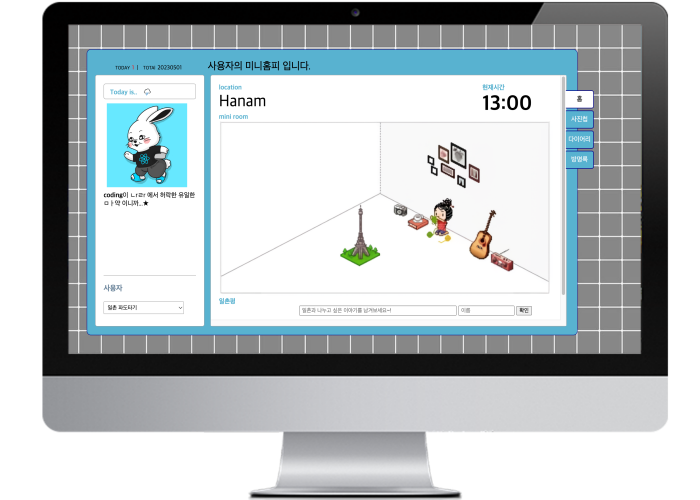 TODAY : 1 TOTAL 20230501
사용자의 미니홈피 입니다.
Today is..
coding이 ㄴrㄹr 에서 허락한 유일한
ㅁㅏ약 이니까..★
사용자
일촌 파도타기
location
Hanam
현재시간
13:00
mini room
일촌평
일촌과 나누고 싶은 이야기를 남겨보세요~!
이름
확인
홈
사진첩
다이어리
방명록